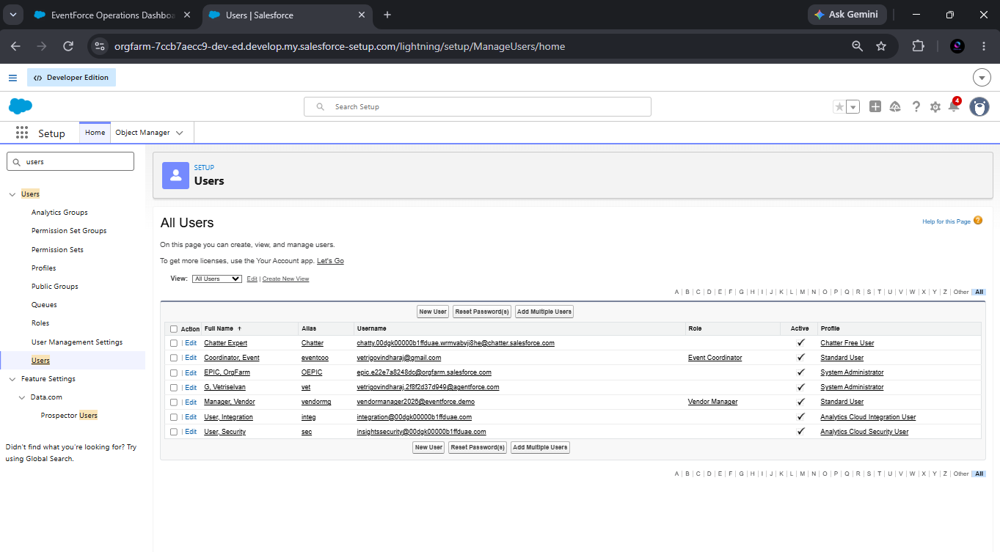 EventForce Operations Dashboa
Users | Salesforce
Ask Gemini
orgfarm-7ccb7aecc9-dev-ed.develop.my.salesforce-setup.com/lightning/setup/ManageUsers/home
Developer Edition
Search Setup
4
Setup
Home
Object Manager
users
Users
Analytics Groups
Permission Set Groups
Permission Sets
Profiles
Public Groups
Queues
Roles
User Management Settings
Users
Feature Settings
Data.com
Prospector Users
Didn't find what you're looking for? Try
using Global Search.
SETUP
Users
All Users
Help for this Page ?
On this page you can create, view, and manage users.
To get more licenses, use the Your Account app. Let's Go
View: All Users Edit | Create New View
A | B | C | D | E | F | G | H | I | J | K | L | M | N | O | P | Q | R | S | T | U | V | W | X | Y | Z | Other | All
New User Reset Password(s) Add Multiple Users
Action Full Name ↑ Alias Username Role Active Profile
| Edit Chatter Expert Chatter chatty.00dgk00000b1ffduae.wrmvabvji8he@chatter.salesforce.com ✓ Chatter Free User
| Edit Coordinator, Event eventcoo vetrigovindharaj@gmail.com Event Coordinator ✓ Standard User
| Edit EPIC, OrgFarm OEPIC epic.e22e7a8248dc@orgfarm.salesforce.com ✓ System Administrator
| Edit G, Vetriselvan vet vetrigovindharaj.2f8f2d37d949@agentforce.com ✓ System Administrator
| Edit Manager, Vendor vendormg vendormanager2026@eventforce.demo Vendor Manager ✓ Standard User
| Edit User, Integration integ integration@00dgk00000b1ffduae.com ✓ Analytics Cloud Integration User
| Edit User, Security sec insightssecurity@00dgk00000b1ffduae.com ✓ Analytics Cloud Security User
New User Reset Password(s) Add Multiple Users
A | B | C | D | E | F | G | H | I | J | K | L | M | N | O | P | Q | R | S | T | U | V | W | X | Y | Z | Other | All